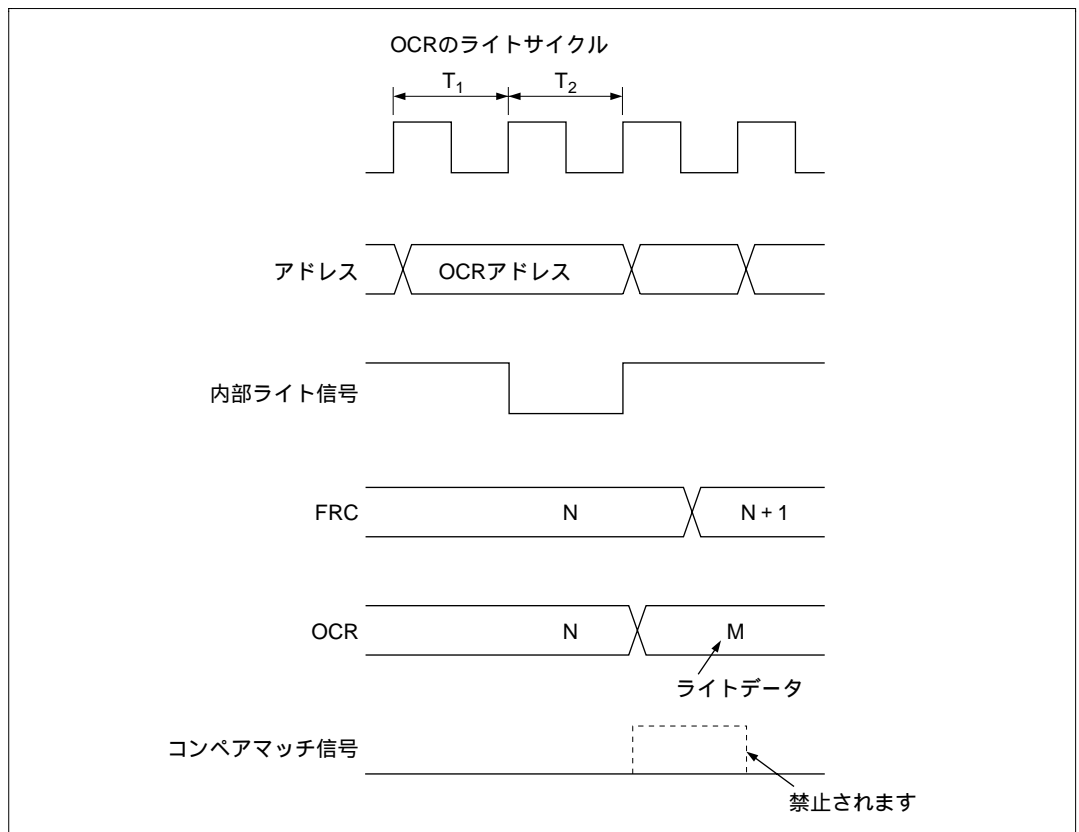 OCRのライトサイクル
T1 T2
アドレス OCRアドレス
内部ライト信号
FRC N N + 1
OCR N M
ライトデータ
コンペアマッチ信号
禁止されます